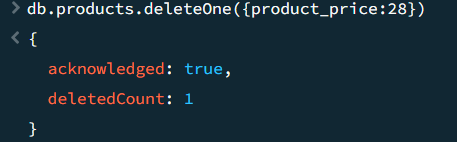 > db.products.deleteOne({product_price:28})
< {
acknowledged: true,
deletedCount: 1
}